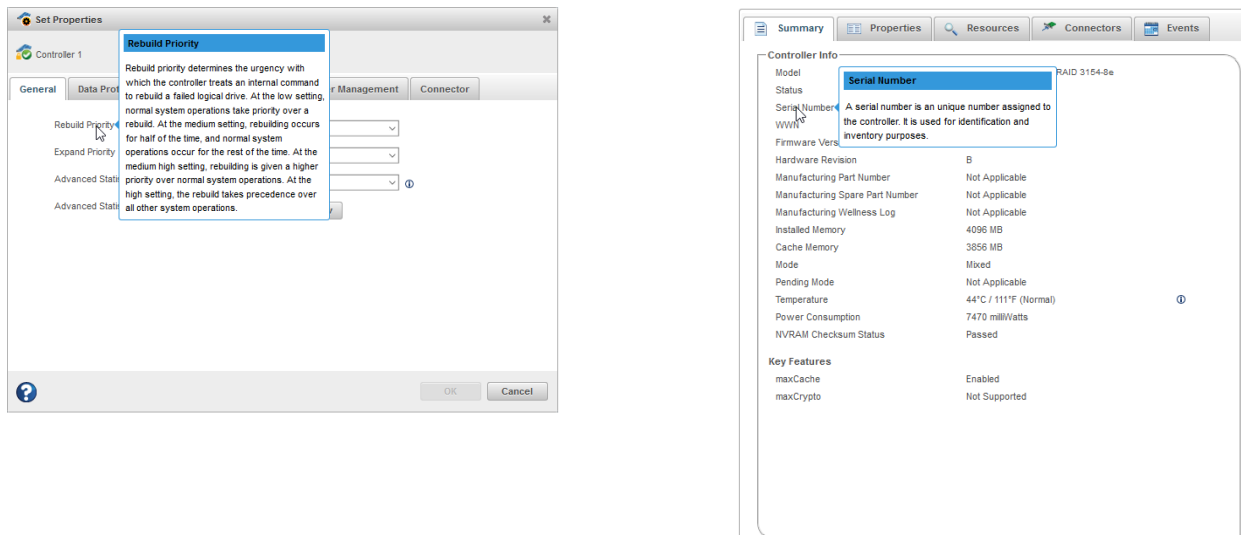 Set Properties
Controller 1
Rebuild Priority
Rebuild priority determines the urgency with
which the controller treats an internal command
to rebuild a failed logical drive. At the low setting,
normal system operations take priority over a
rebuild. At the medium setting, rebuilding occurs
for half of the time, and normal system
operations occur for the rest of the time. At the
medium high setting, rebuilding is given a higher
priority over normal system operations. At the
high setting, the rebuild takes precedence over
all other system operations.
General Data Prot r Management Connector
Rebuild Priority
Expand Priority
Advanced Stati
Advanced Stati
OK Cancel
Summary Properties Resources Connectors Events
Controller Info
Model RAID 3154-8e
Status
Serial Number
WWN
Firmware Vers
Serial Number
A serial number is an unique number assigned to
the controller. It is used for identification and
inventory purposes.
Hardware Revision B
Manufacturing Part Number Not Applicable
Manufacturing Spare Part Number Not Applicable
Manufacturing Wellness Log Not Applicable
Installed Memory 4096 MB
Cache Memory 3856 MB
Mode Mixed
Pending Mode Not Applicable
Temperature 44°C / 111°F (Normal)
Power Consumption 7470 milliWatts
NVRAM Checksum Status Passed
Key Features
maxCache Enabled
maxCrypto Not Supported